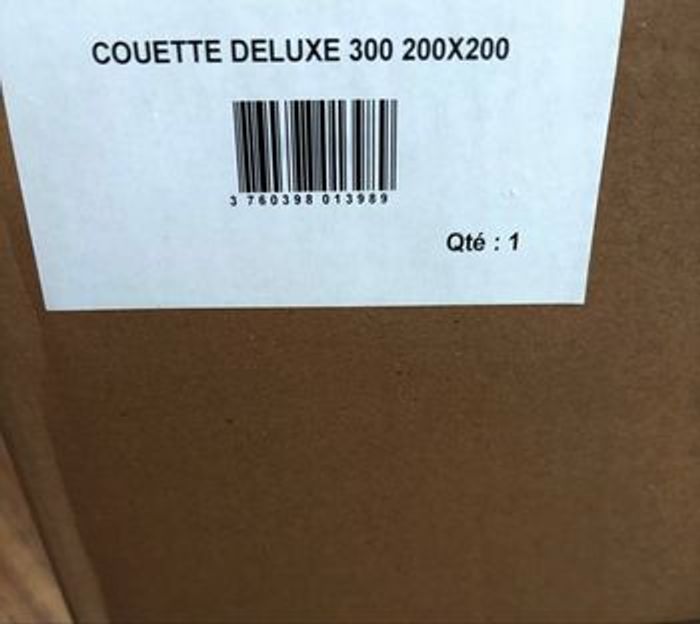 COUETTE DELUXE 300 200X200
3 760398 013989
Qté : 1